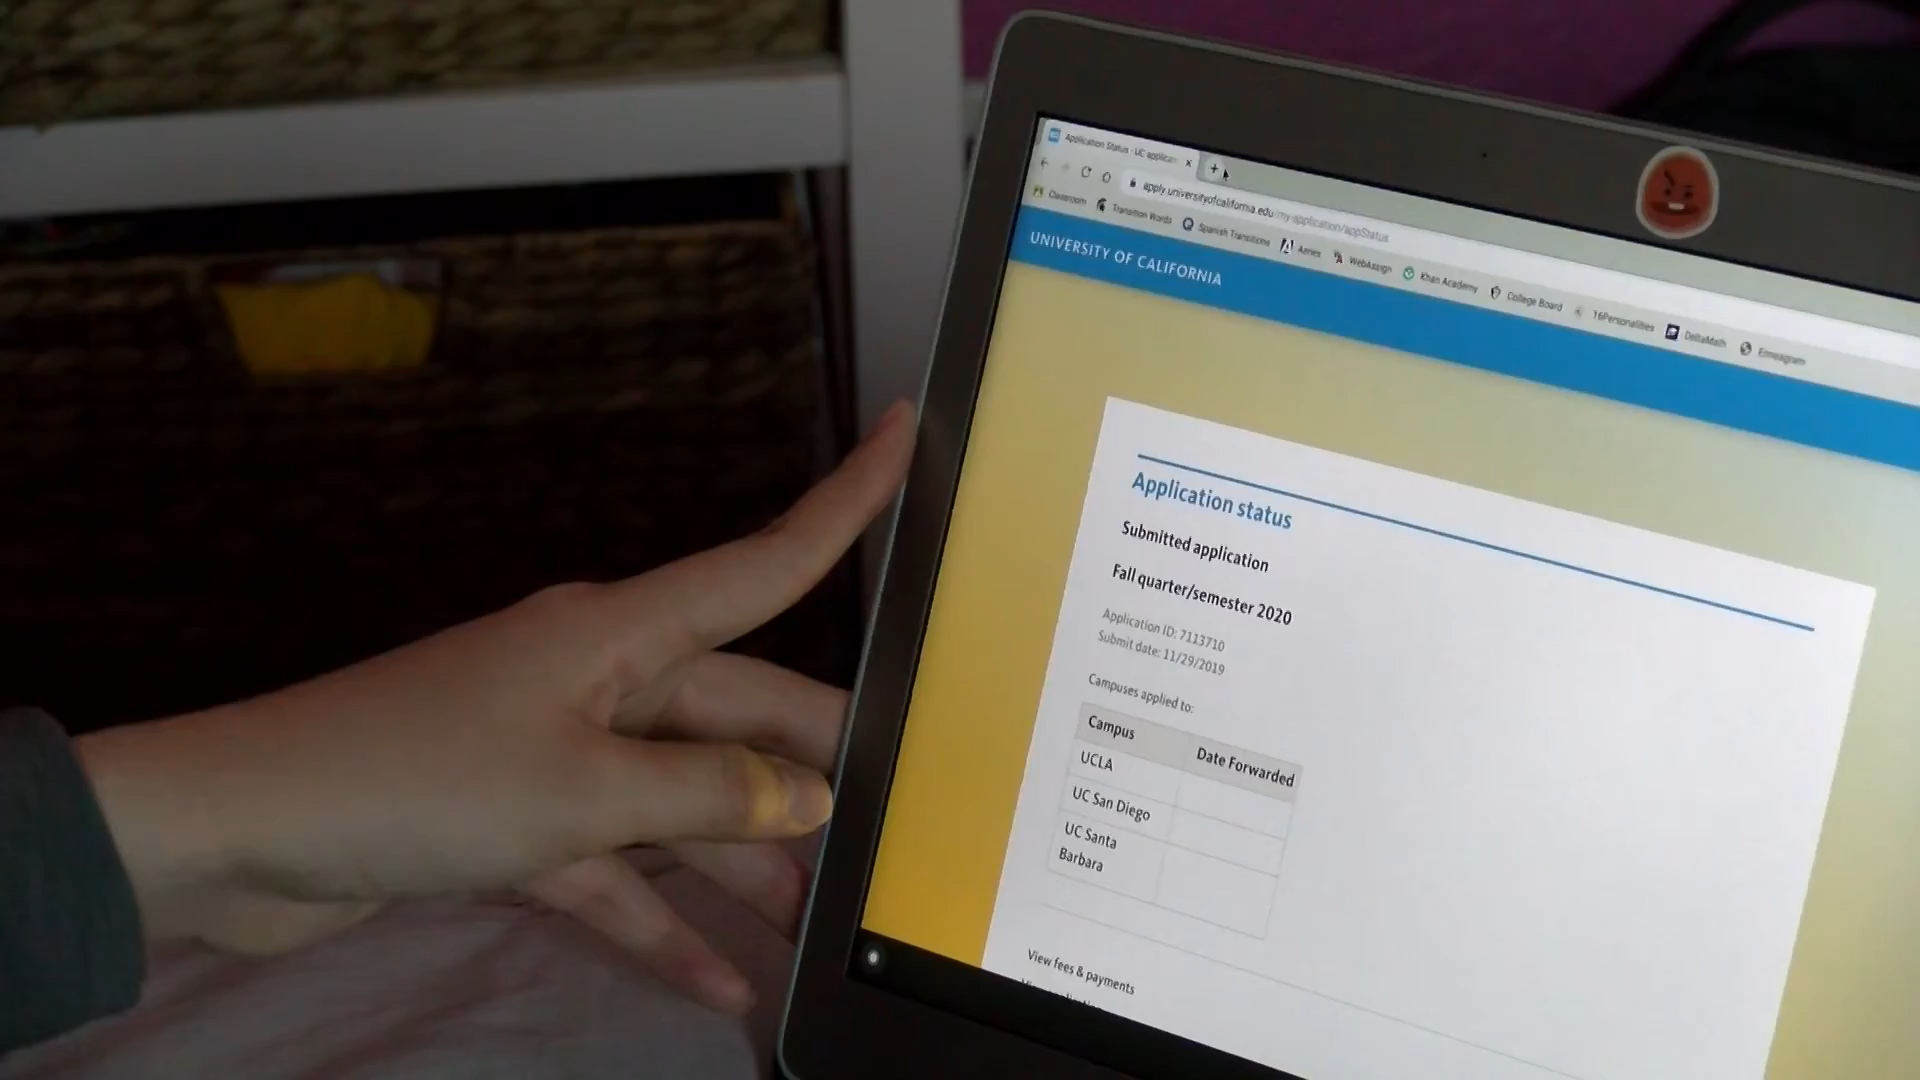 Application Status - UC applica
apply.universityofcalifornia.edu/my-application/appStatus
Classroom Transition Words Spanish Transitions Aeries WebAssign Khan Academy College Board 16Personalities DeltaMath Enneagram
UNIVERSITY OF CALIFORNIA
Application status
Submitted application
Fall quarter/semester 2020
Application ID: 7113710
Submit date: 11/29/2019
Campuses applied to:
Campus Date Forwarded
UCLA
UC San Diego
UC Santa
Barbara
View fees & payments